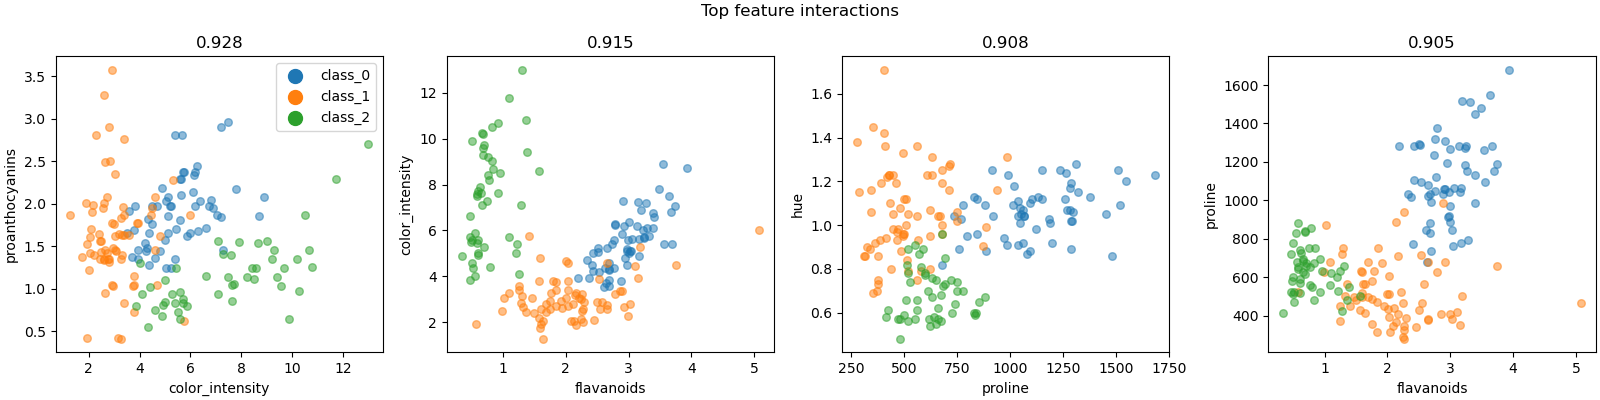 Top feature interactions
0.928
proanthocyanins
3.5
3.0
2.5
2.0
1.5
1.0
0.5
class_0
class_1
class_2
2 4 6 8 10 12
color_intensity
0.915
color_intensity
12
10
8
6
4
2
1 2 3 4 5
flavanoids
0.908
hue
1.6
1.4
1.2
1.0
0.8
0.6
250 500 750 1000 1250 1500 1750
proline
0.905
proline
1600
1400
1200
1000
800
600
400
1 2 3 4 5
flavanoids